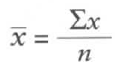 x̄ = Σx / n